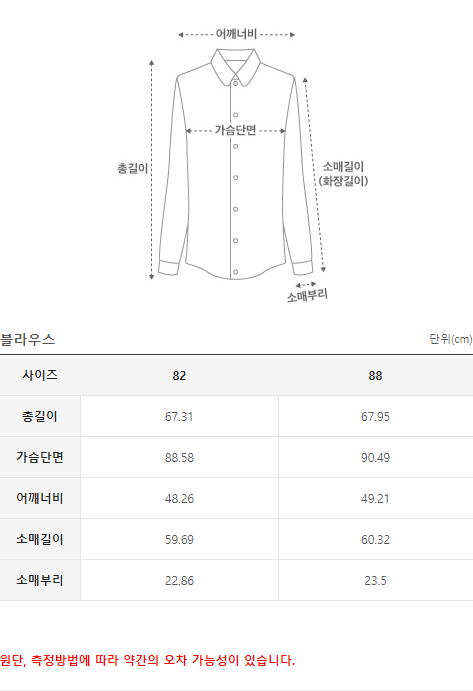 어깨너비
가슴단면
총길이
소매길이
(화장길이)
소매부리
블라우스 단위(cm)
사이즈 82 88
총길이 67.31 67.95
가슴단면 88.58 90.49
어깨너비 48.26 49.21
소매길이 59.69 60.32
소매부리 22.86 23.5
원단, 측정방법에 따라 약간의 오차 가능성이 있습니다.